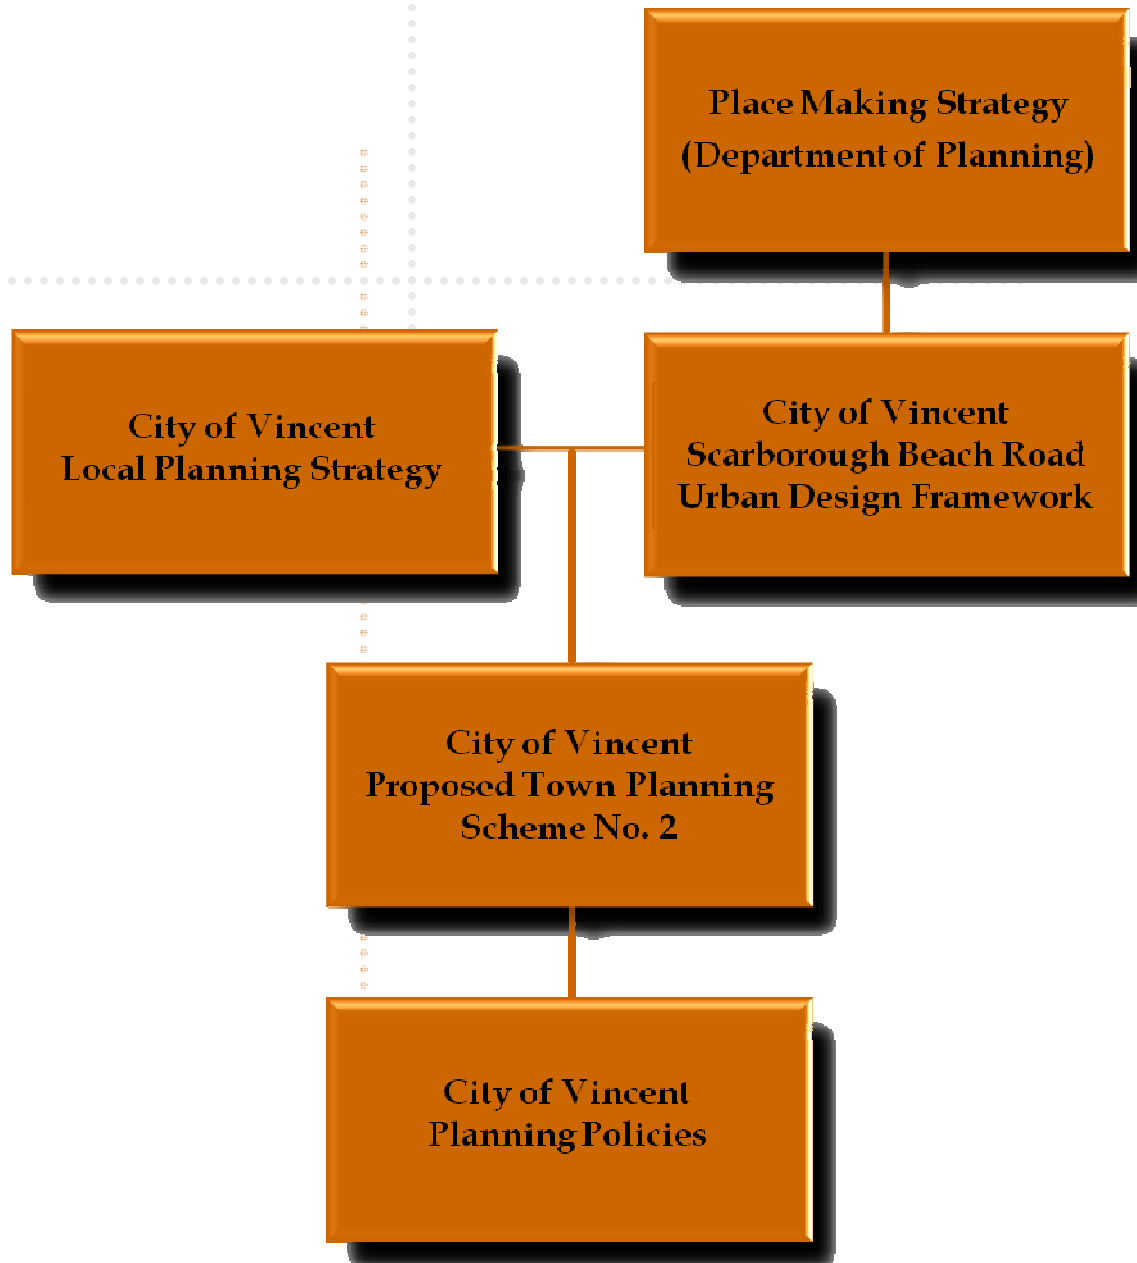 Place Making Strategy
(Department of Planning)
City of Vincent
Local Planning Strategy
City of Vincent
Scarborough Beach Road
Urban Design Framework
City of Vincent
Proposed Town Planning
Scheme No. 2
City of Vincent
Planning Policies